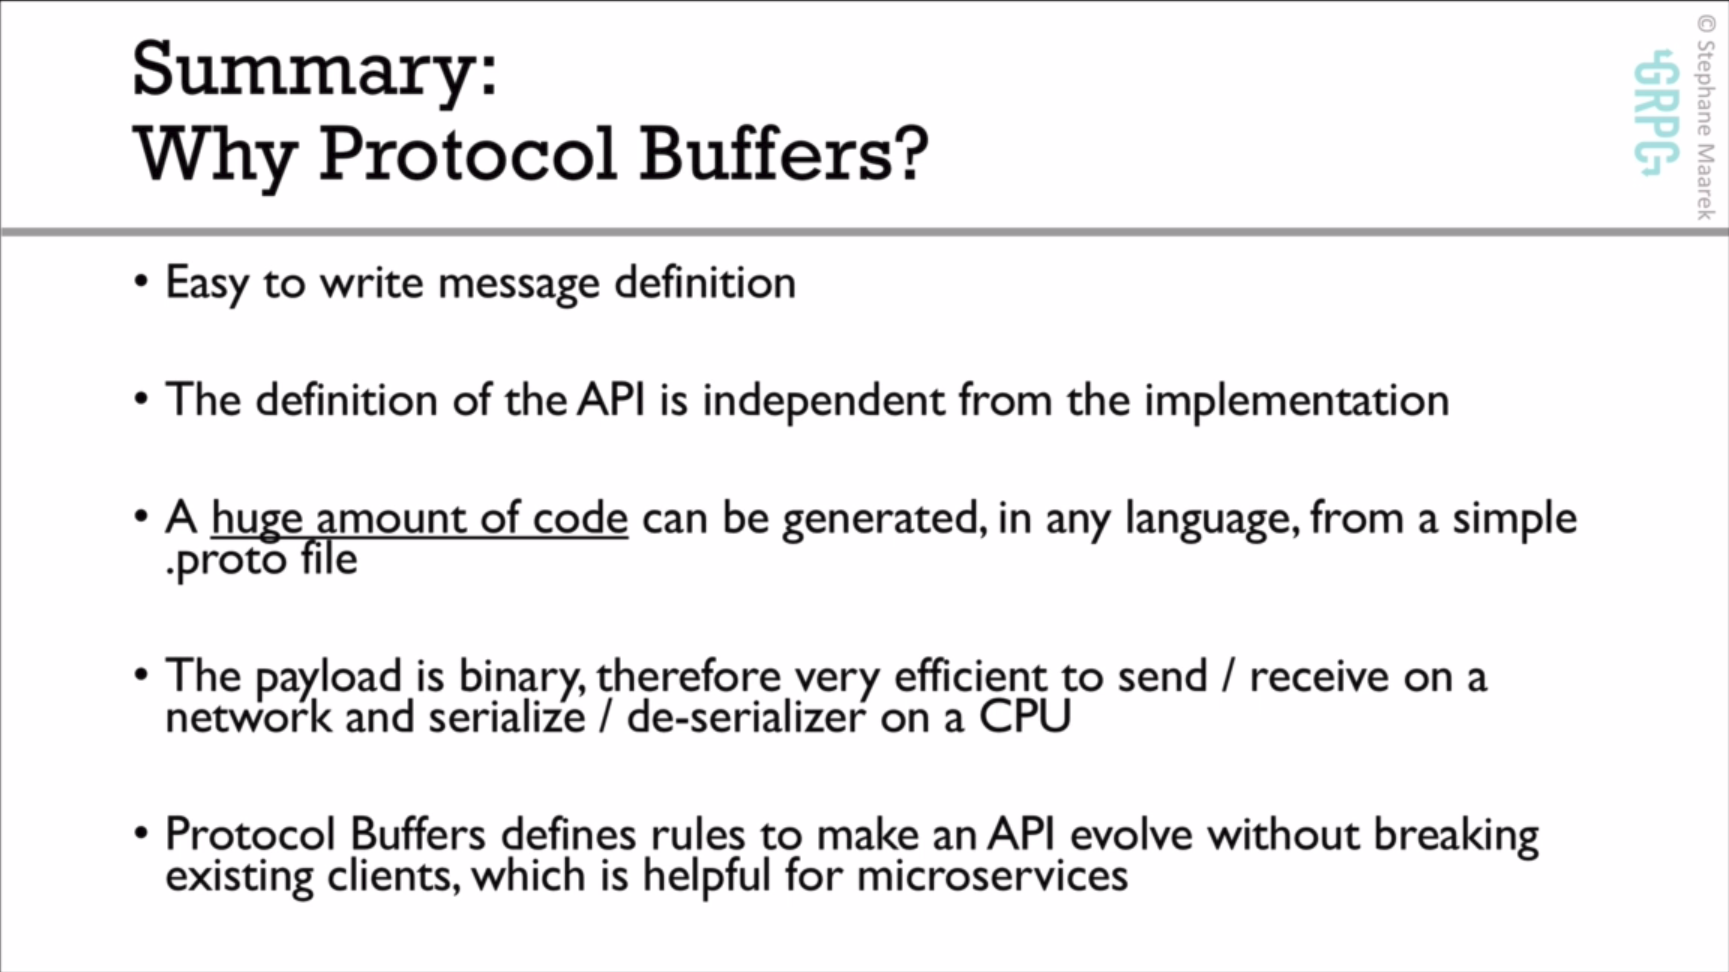 Summary:
Why Protocol Buffers?
© Stephane Maarek
GRPC
• Easy to write message definition
• The definition of the API is independent from the implementation
• A huge amount of code can be generated, in any language, from a simple
.proto file
• The payload is binary, therefore very efficient to send / receive on a
network and serialize / de-serializer on a CPU
• Protocol Buffers defines rules to make an API evolve without breaking
existing clients, which is helpful for microservices